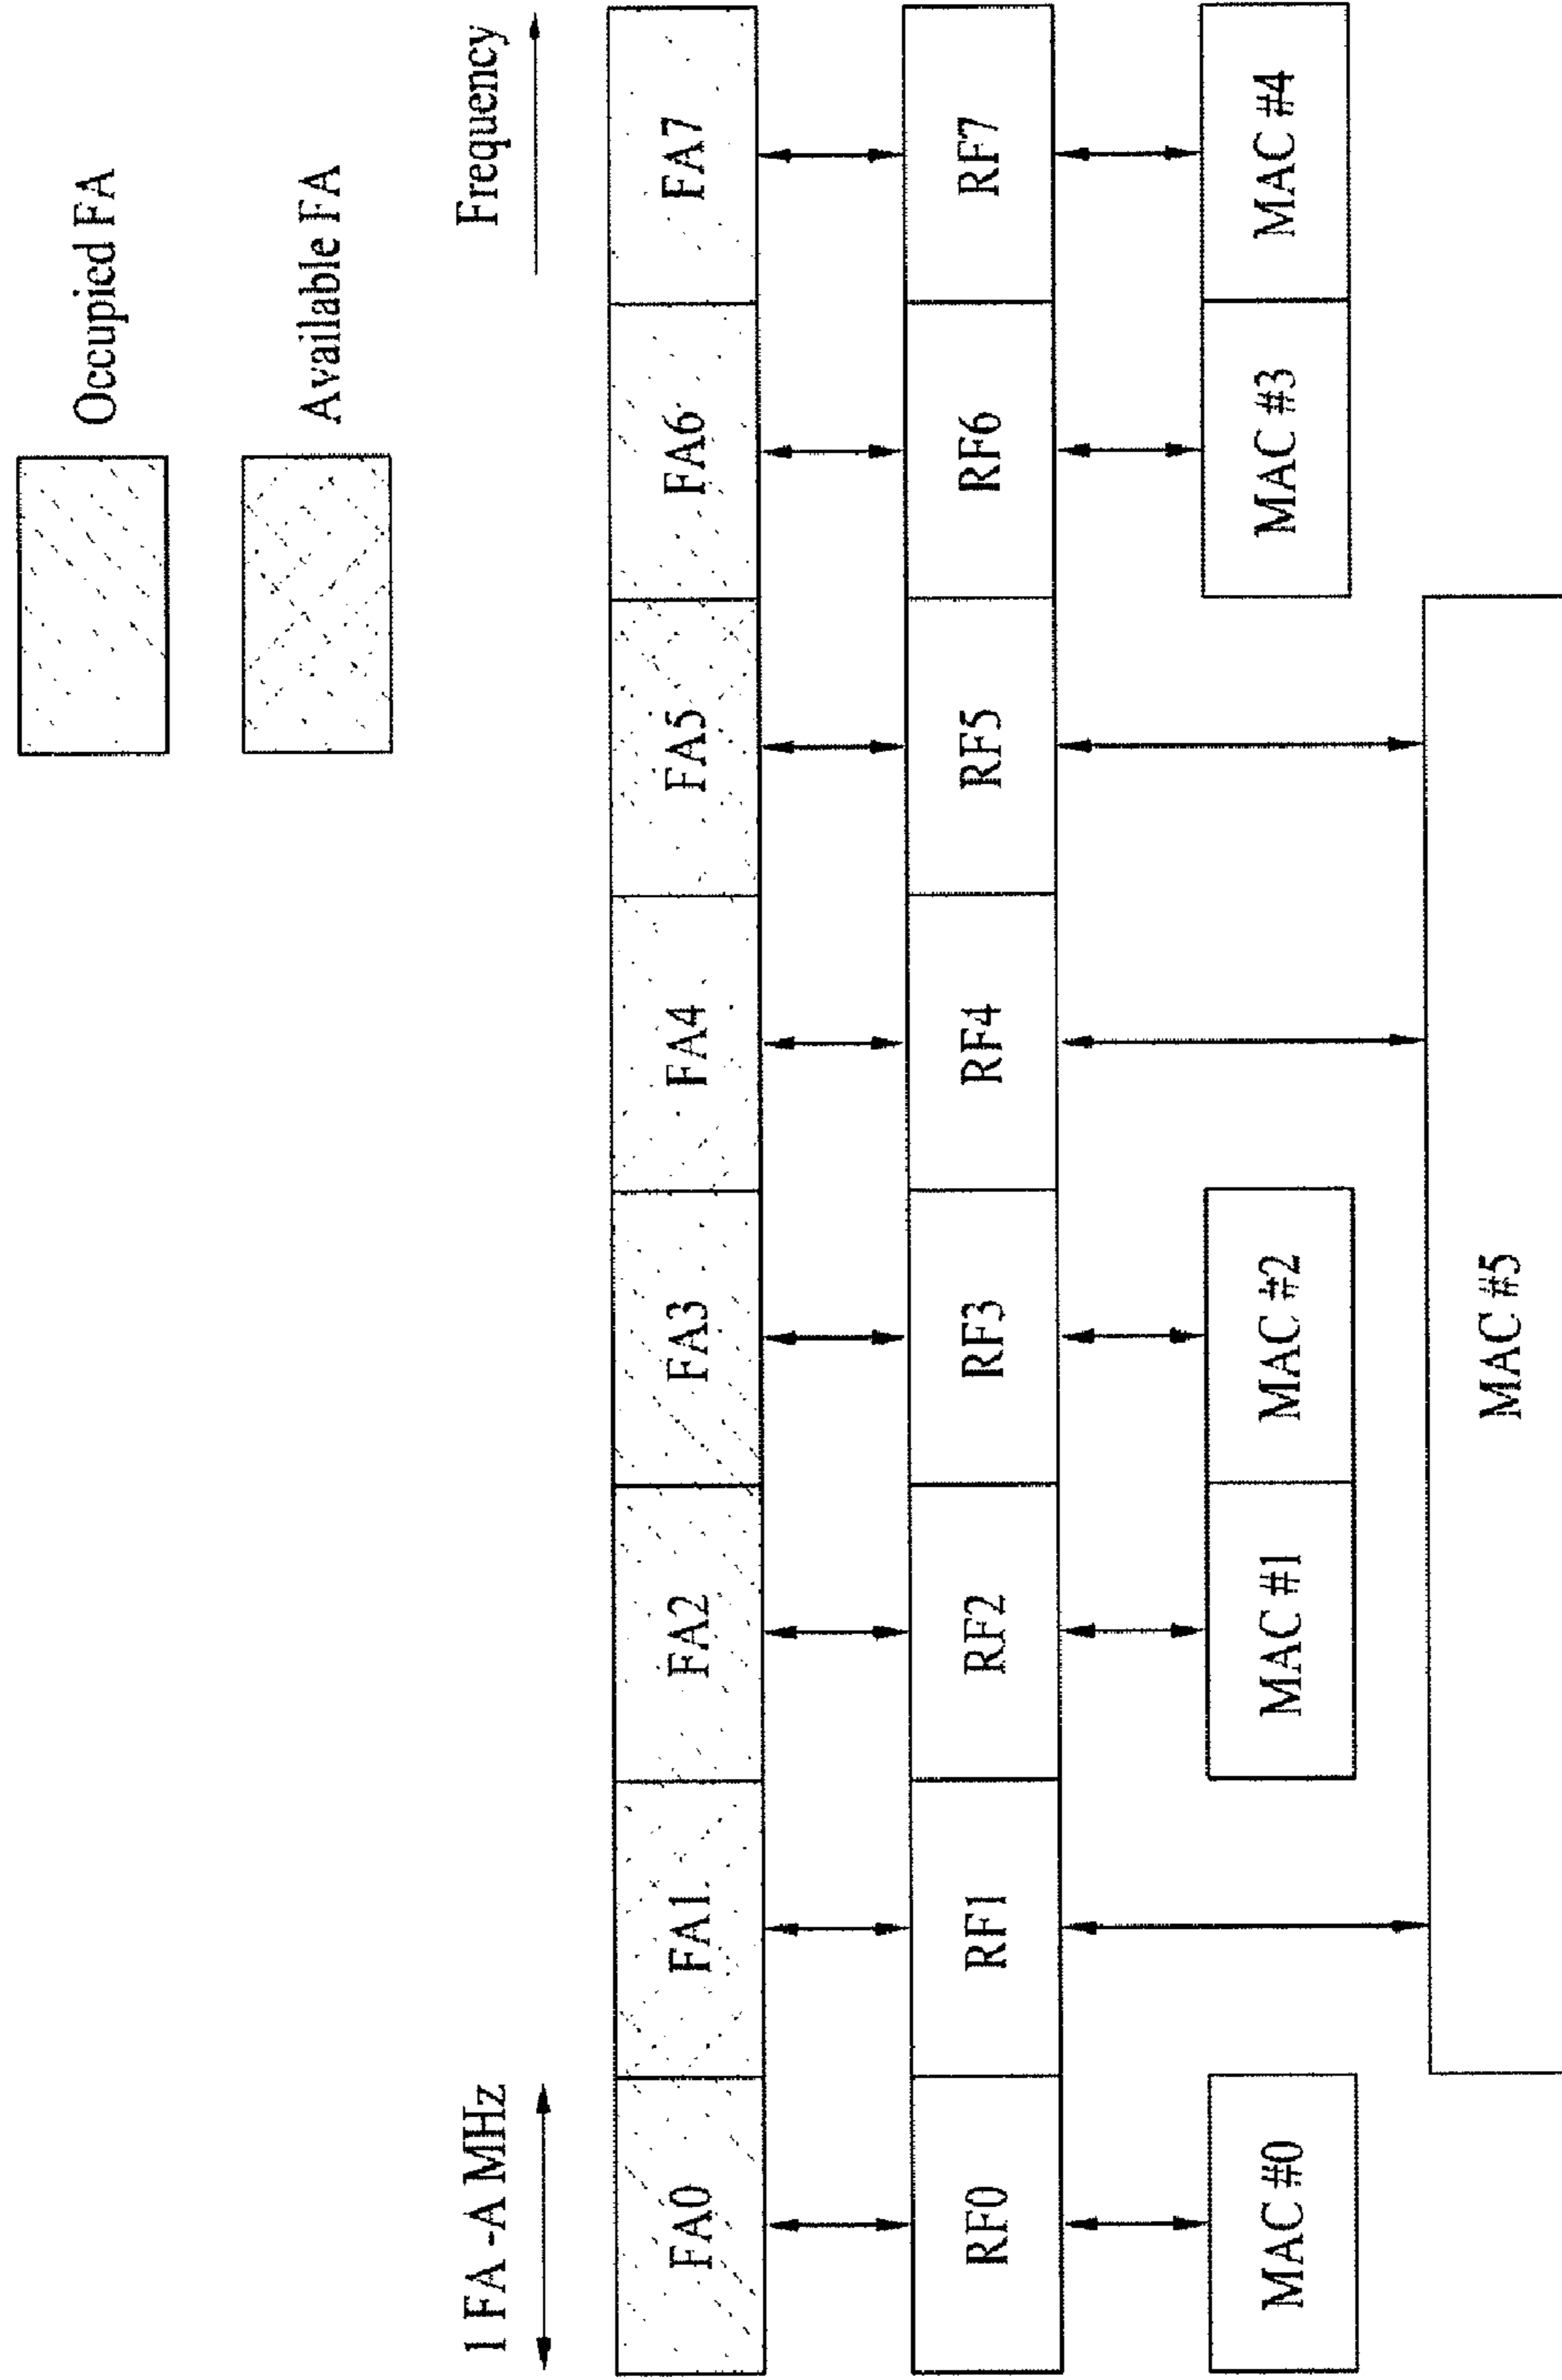 Occupied FA
Available FA
1 FA -A MHz
Frequency
FA0 FA1 FA2 FA3 FA4 FA5 FA6 FA7
RF0 RF1 RF2 RF3 RF4 RF5 RF6 RF7
MAC #0 MAC #1 MAC #2 MAC #3 MAC #4
MAC #5